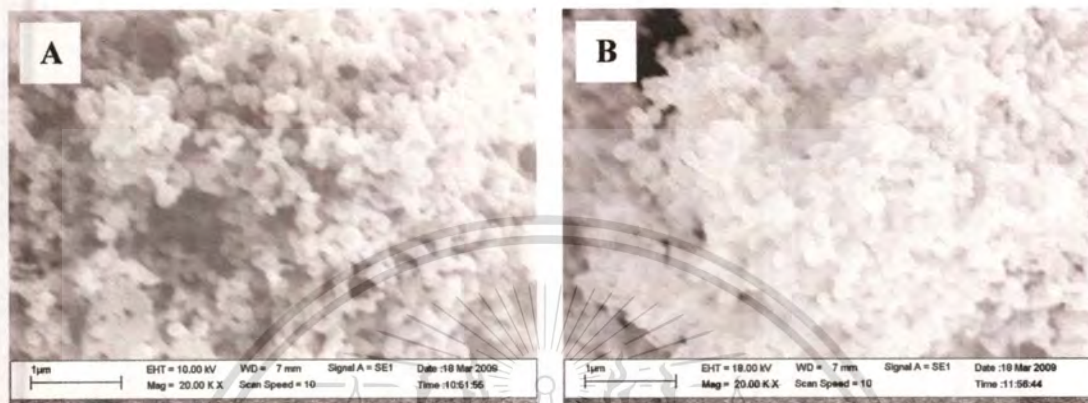 A
1µm
EHT = 10.00 kV WD = 7 mm Signal A = SE1 Date :18 Mar 2009
Mag = 20.00 K X Scan Speed = 10 Time :10:51:55
B
1µm
EHT = 18.00 kV WD = 7 mm Signal A = SE1 Date :18 Mar 2009
Mag = 20.00 K X Scan Speed = 10 Time :11:56:44